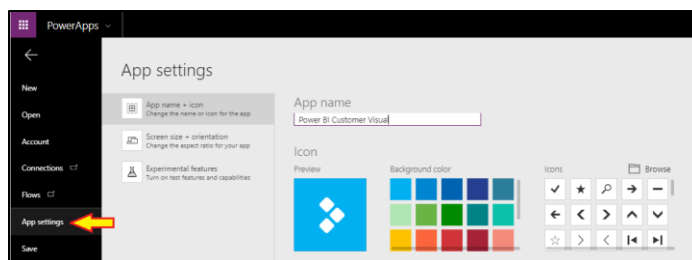 PowerApps
New
Open
Account
Connections
Flows
App settings
Save
App settings
App name + icon
Change the name or icon for the app
Screen size + orientation
Change the aspect ratio for your app
Experimental features
Turn on test features and capabilities
App name
Power BI Customer Visual
Icon
Preview
Background color
Icons
Browse